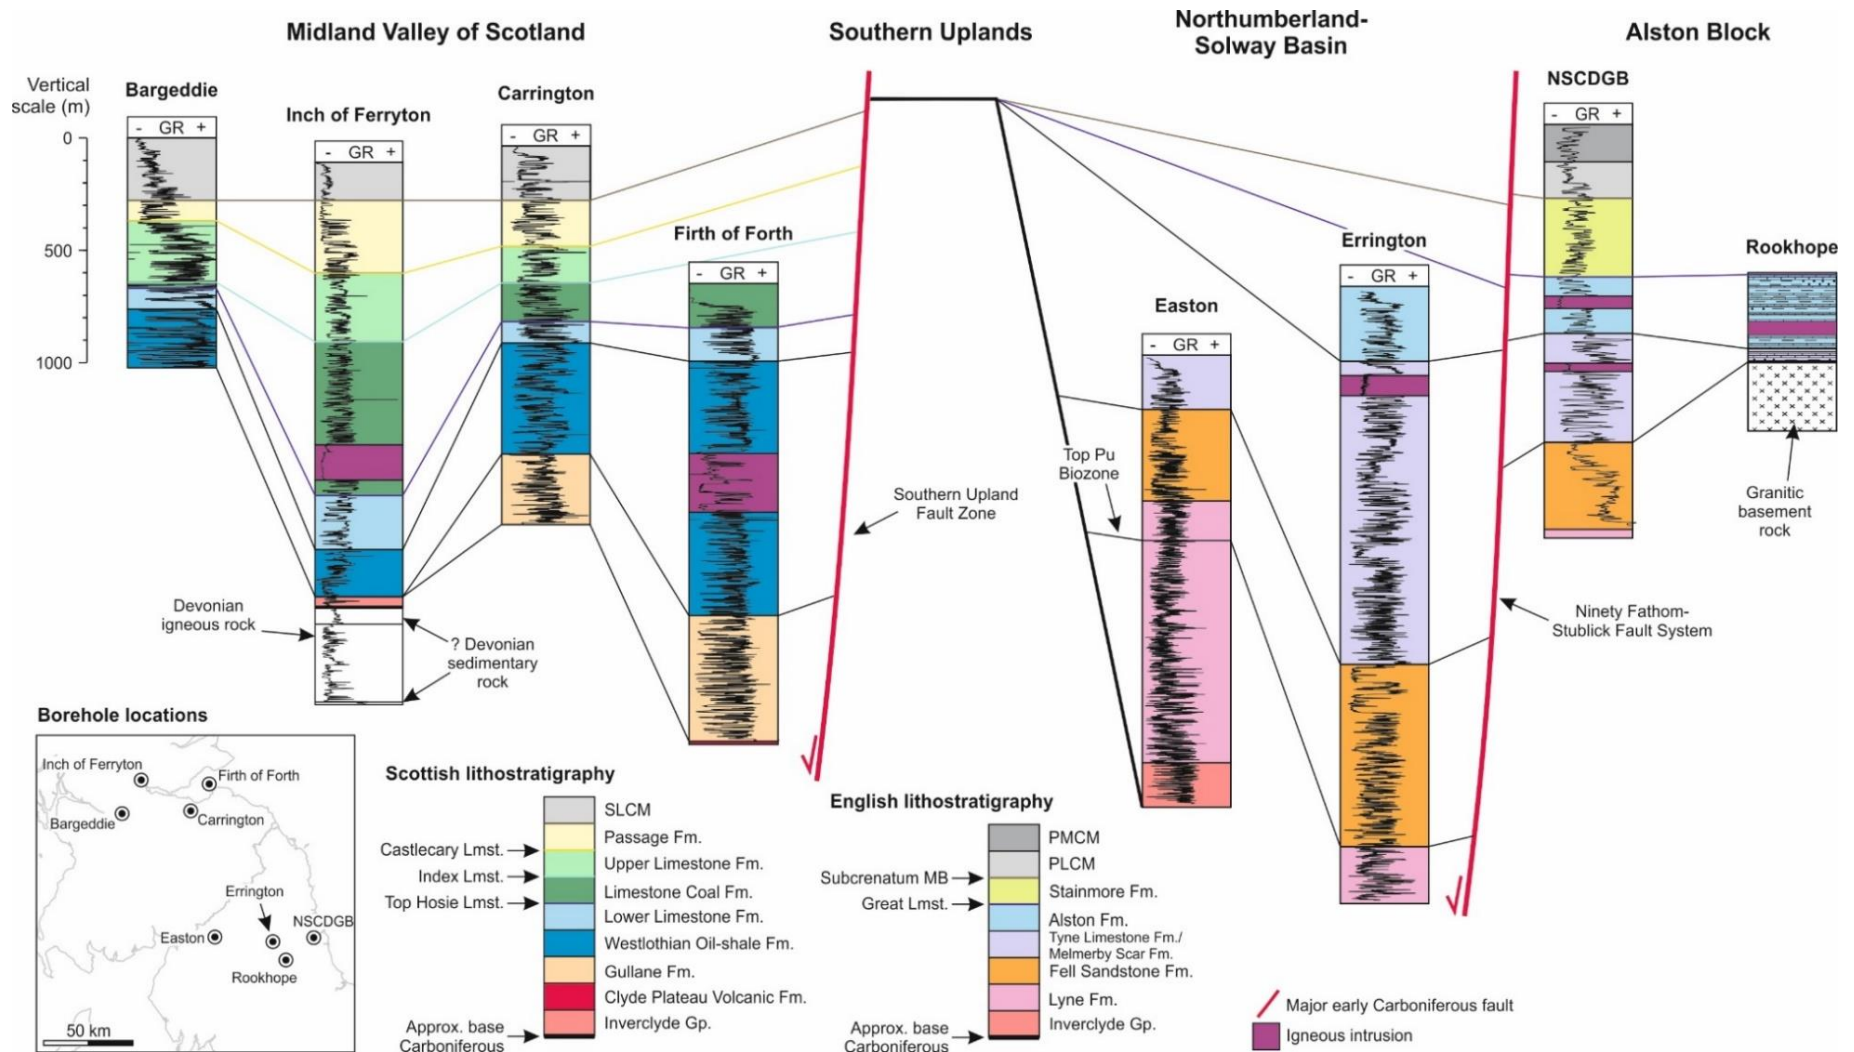 Midland Valley of Scotland
Southern Uplands
Northumberland-
Solway Basin
Alston Block
Vertical
scale (m)
0
500
1000
Bargeddie
- GR +
Inch of Ferryton
- GR +
Carrington
- GR +
Firth of Forth
- GR +
Easton
- GR +
Errington
- GR +
NSCDGB
- GR +
Rookhope
Devonian
igneous rock
? Devonian
sedimentary
rock
Southern Upland
Fault Zone
Top Pu
Biozone
Granitic
basement
rock
Ninety Fathom-
Stublick Fault System
Borehole locations
Inch of Ferryton
Firth of Forth
Bargeddie
Carrington
Errington
NSCDGB
Easton
Rookhope
50 km
Scottish lithostratigraphy
SLCM
Passage Fm.
Castlecary Lmst.
Upper Limestone Fm.
Index Lmst.
Limestone Coal Fm.
Top Hosie Lmst.
Lower Limestone Fm.
Westlothian Oil-shale Fm.
Gullane Fm.
Clyde Plateau Volcanic Fm.
Inverclyde Gp.
Approx. base
Carboniferous
English lithostratigraphy
PMCM
PLCM
Subcrenatum MB
Stainmore Fm.
Great Lmst.
Alston Fm.
Tyne Limestone Fm./
Melmerby Scar Fm.
Fell Sandstone Fm.
Lyne Fm.
Inverclyde Gp.
Approx. base
Carboniferous
Major early Carboniferous fault
Igneous intrusion